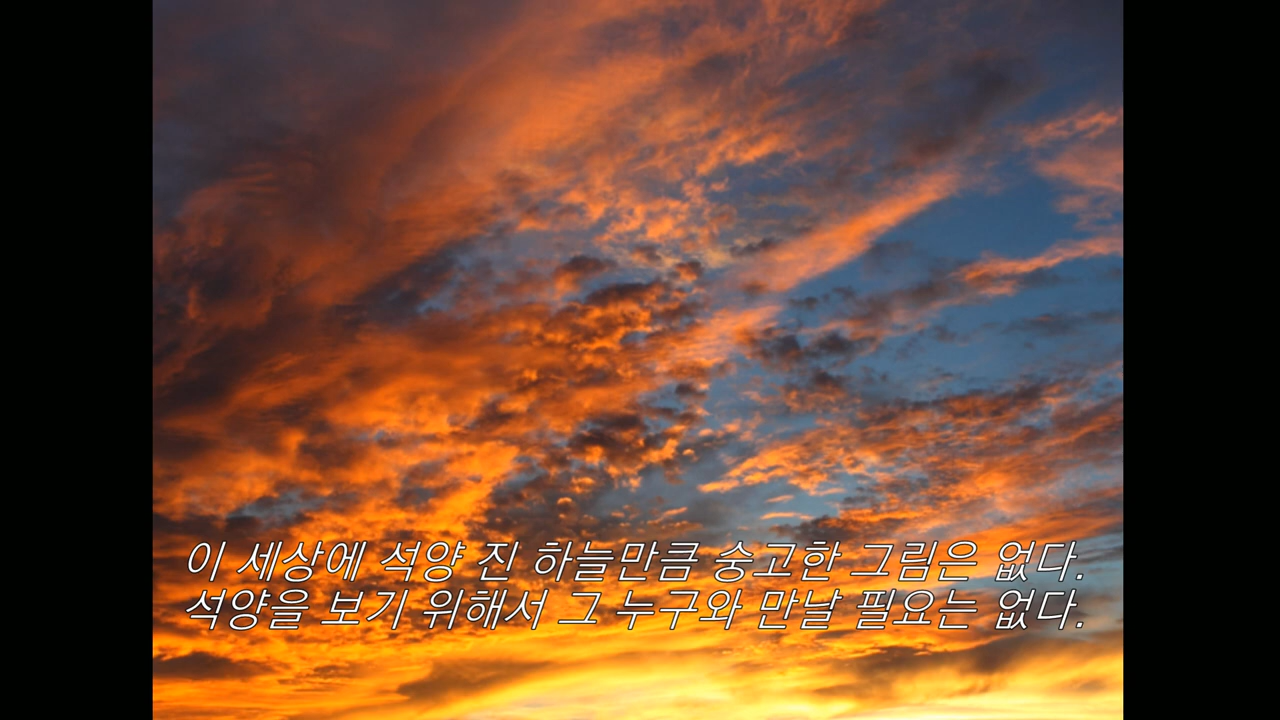 이 세상에 석양 진 하늘만큼 숭고한 그림은 없다.
석양을 보기 위해서 그 누구와 만날 필요는 없다.